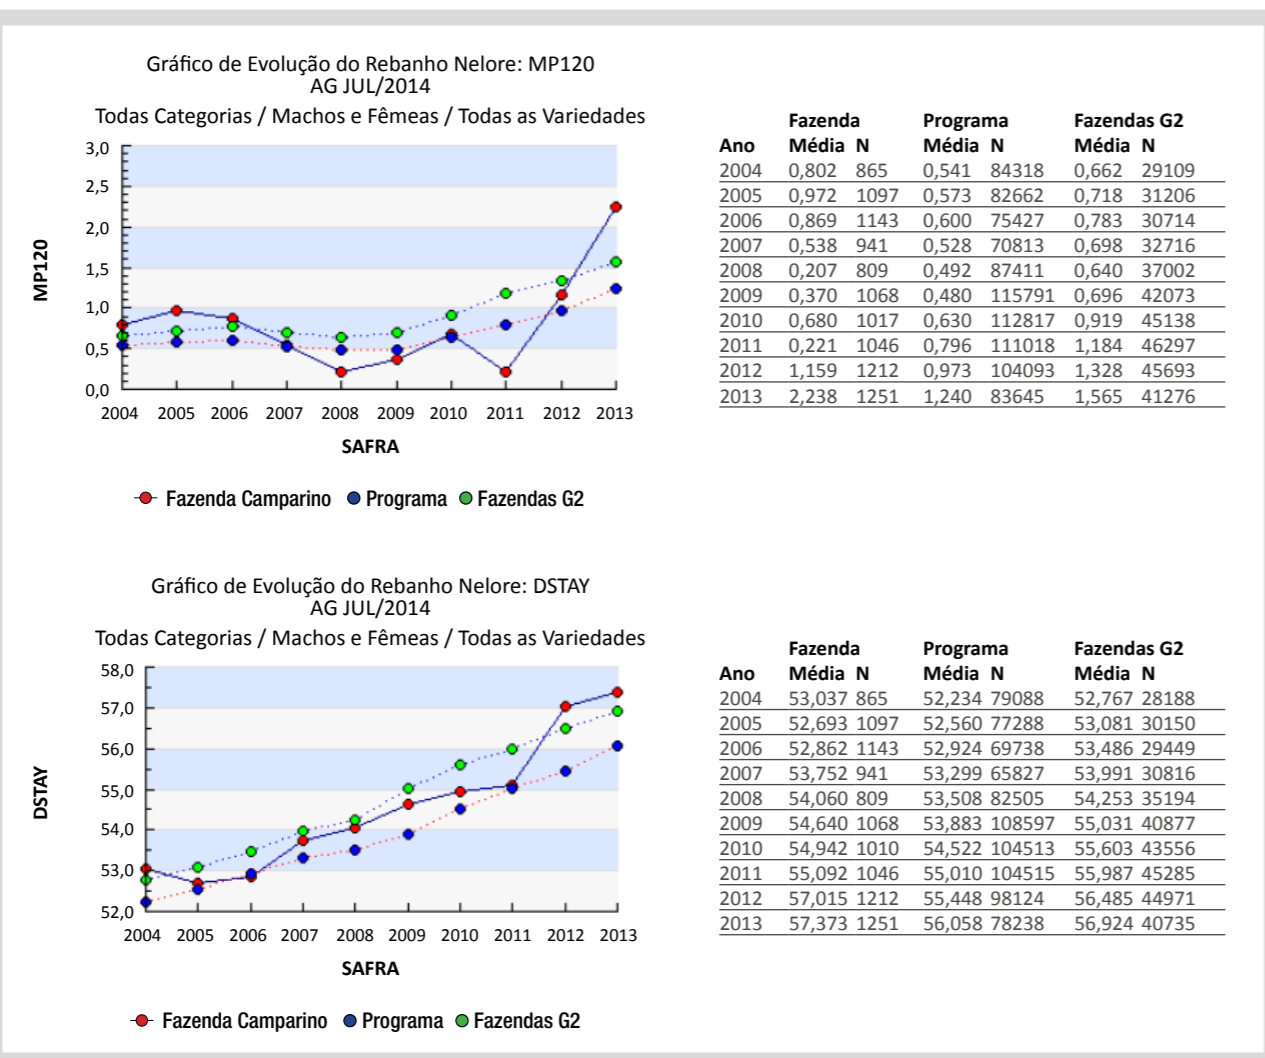 Gráfico de Evolução do Rebanho Nelore: MP120
AG JUL/2014
Todas Categorias / Machos e Fêmeas / Todas as Variedades
3,0
2,5
2,0
1,5
1,0
0,5
0,0
MP120
2004 2005 2006 2007 2008 2009 2010 2011 2012 2013
SAFRA
Fazenda Camparino Programa Fazendas G2
Fazenda Programa Fazendas G2
Ano Média N Média N Média N
2004 0,802 865 0,541 84318 0,662 29109
2005 0,972 1097 0,573 82662 0,718 31206
2006 0,869 1143 0,600 75427 0,783 30714
2007 0,538 941 0,528 70813 0,698 32716
2008 0,207 809 0,492 87411 0,640 37002
2009 0,370 1068 0,480 115791 0,696 42073
2010 0,680 1017 0,630 112817 0,919 45138
2011 0,221 1046 0,796 111018 1,184 46297
2012 1,159 1212 0,973 104093 1,328 45693
2013 2,238 1251 1,240 83645 1,565 41276
Gráfico de Evolução do Rebanho Nelore: DSTAY
AG JUL/2014
Todas Categorias / Machos e Fêmeas / Todas as Variedades
58,0
57,0
56,0
55,0
54,0
53,0
52,0
DSTAY
2004 2005 2006 2007 2008 2009 2010 2011 2012 2013
SAFRA
Fazenda Camparino Programa Fazendas G2
Fazenda Programa Fazendas G2
Ano Média N Média N Média N
2004 53,037 865 52,234 79088 52,767 28188
2005 52,693 1097 52,560 77288 53,081 30150
2006 52,862 1143 52,924 69738 53,486 29449
2007 53,752 941 53,299 65827 53,991 30816
2008 54,060 809 53,508 82505 54,253 35194
2009 54,640 1068 53,883 108597 55,031 40877
2010 54,942 1010 54,522 104513 55,603 43556
2011 55,092 1046 55,010 104515 55,987 45285
2012 57,015 1212 55,448 98124 56,485 44971
2013 57,373 1251 56,058 78238 56,924 40735